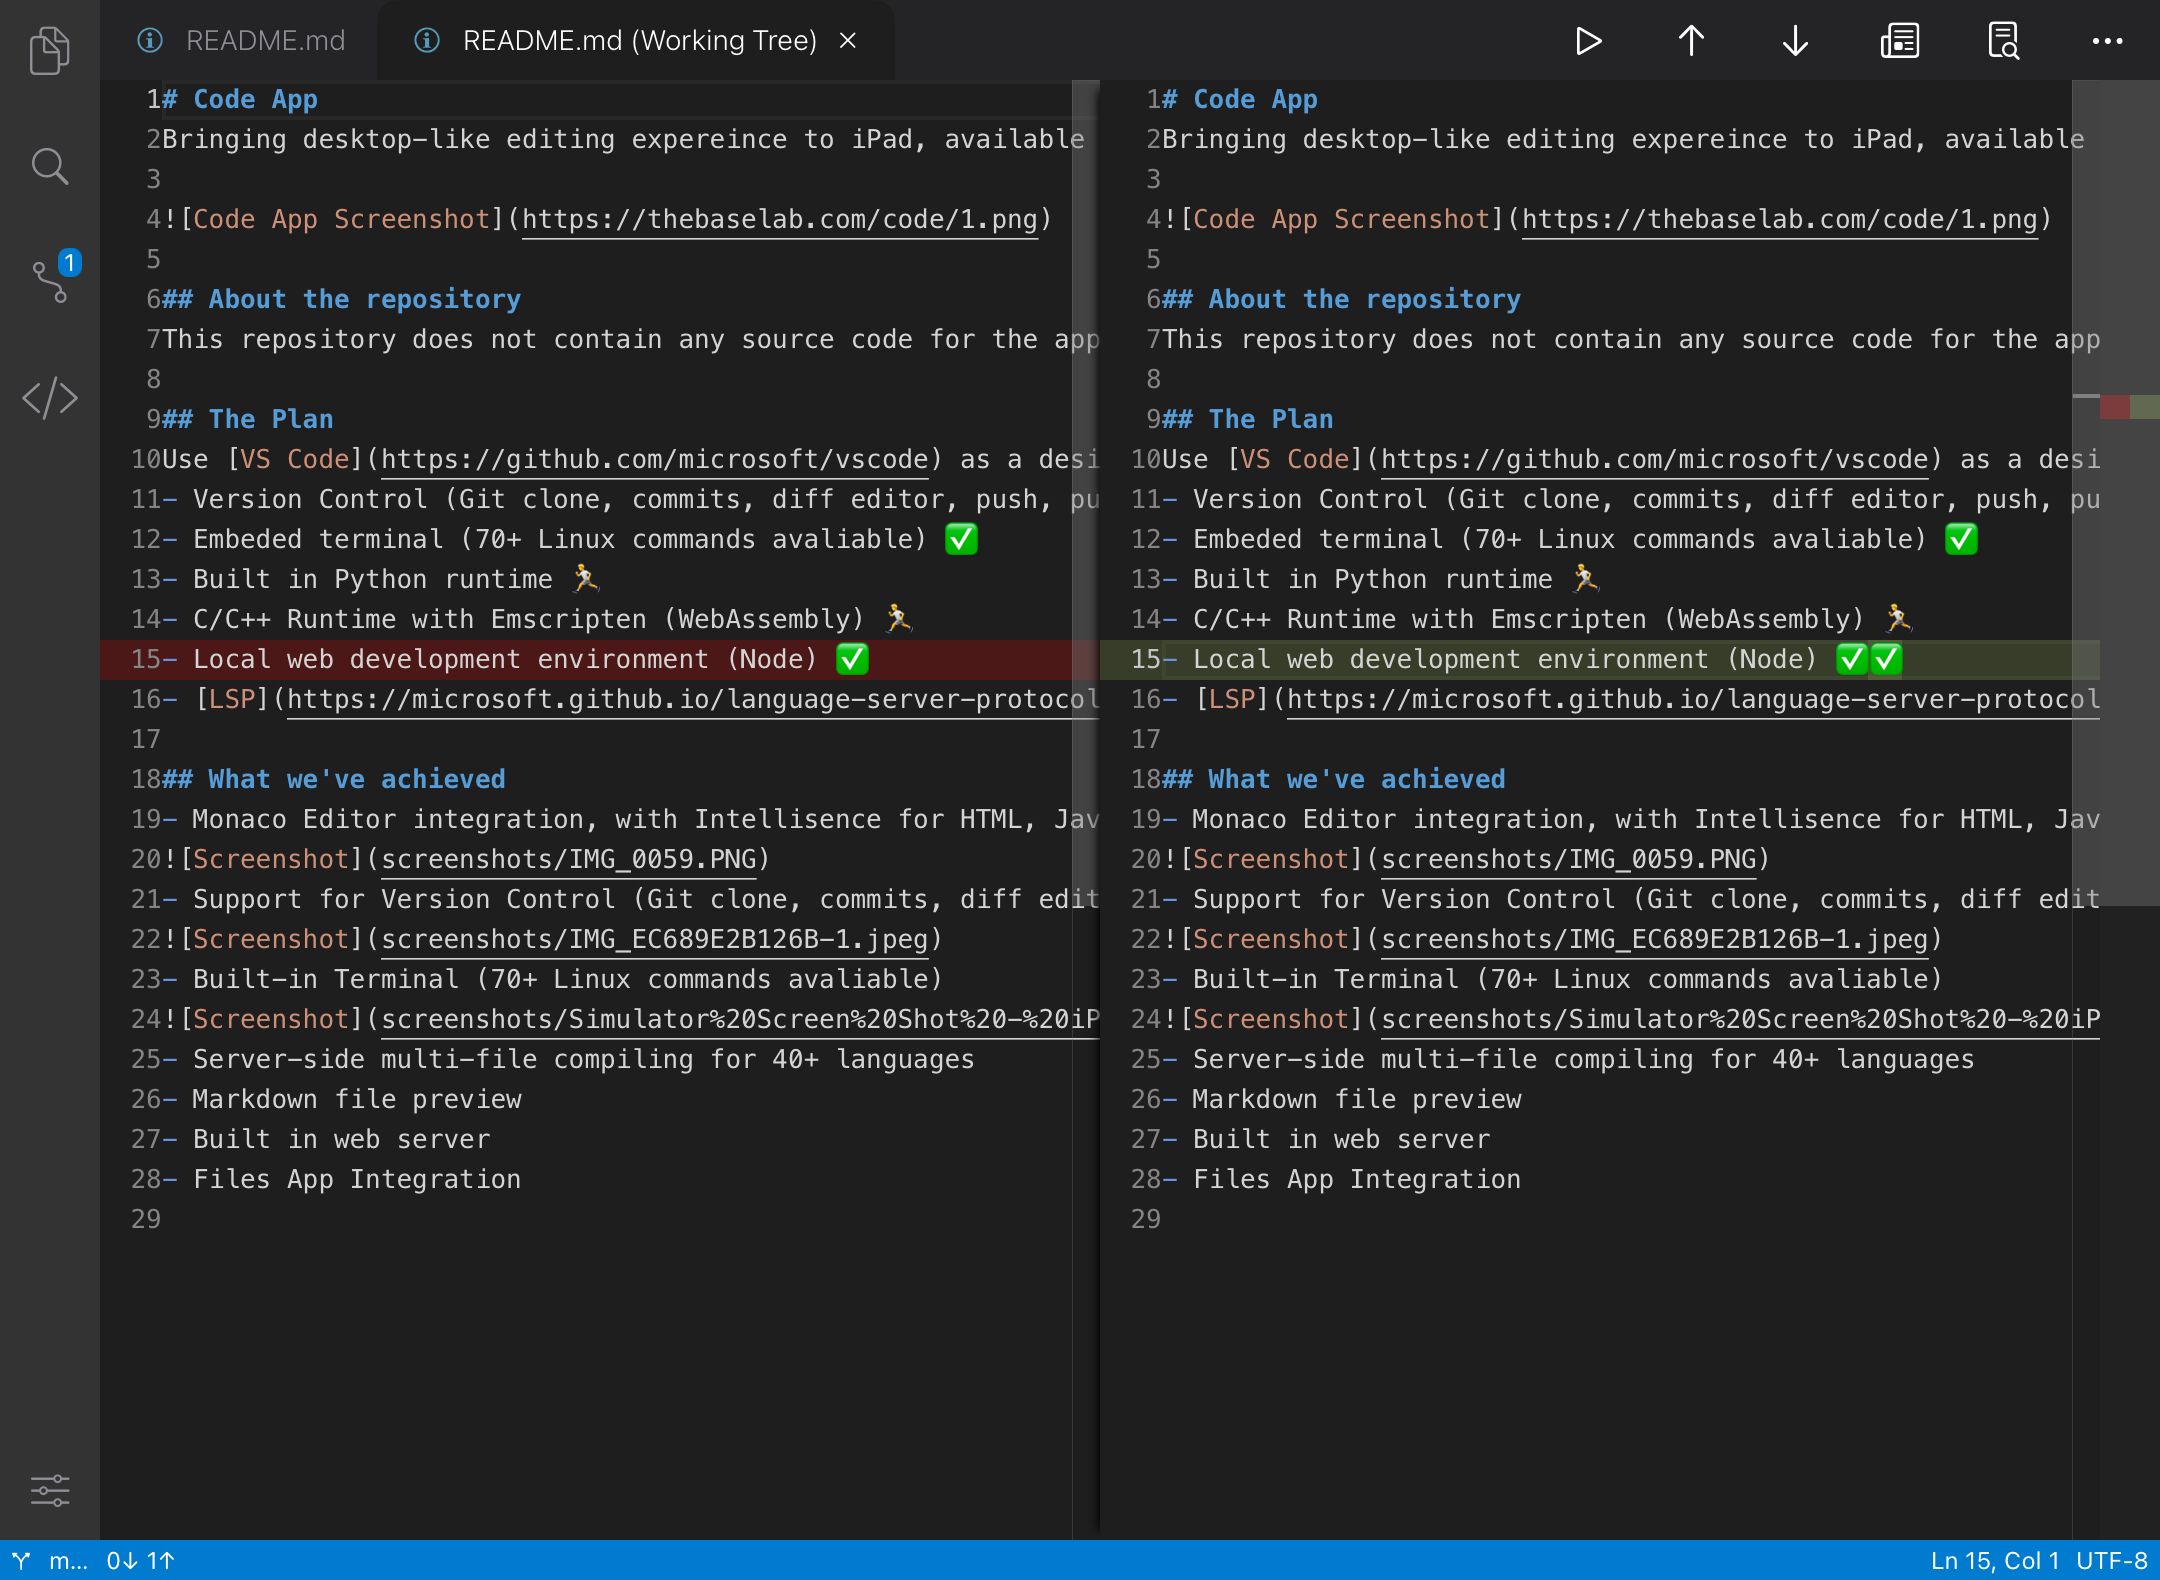 README.md
README.md (Working Tree)
1# Code App
2Bringing desktop-like editing expereince to iPad, available
3
4![Code App Screenshot](https://thebaselab.com/code/1.png)
5
6## About the repository
7This repository does not contain any source code for the app
8
9## The Plan
10Use [VS Code](https://github.com/microsoft/vscode) as a desi
11- Version Control (Git clone, commits, diff editor, push, pu
12- Embeded terminal (70+ Linux commands avaliable) ✅
13- Built in Python runtime 🏃
14- C/C++ Runtime with Emscripten (WebAssembly) 🏃
15- Local web development environment (Node) ✅
16- [LSP](https://microsoft.github.io/language-server-protocol
17
18## What we've achieved
19- Monaco Editor integration, with Intellisence for HTML, Jav
20![Screenshot](screenshots/IMG_0059.PNG)
21- Support for Version Control (Git clone, commits, diff edit
22![Screenshot](screenshots/IMG_EC689E2B126B-1.jpeg)
23- Built-in Terminal (70+ Linux commands avaliable)
24![Screenshot](screenshots/Simulator%20Screen%20Shot%20-%20iP
25- Server-side multi-file compiling for 40+ languages
26- Markdown file preview
27- Built in web server
28- Files App Integration
29
1# Code App
2Bringing desktop-like editing expereince to iPad, available
3
4![Code App Screenshot](https://thebaselab.com/code/1.png)
5
6## About the repository
7This repository does not contain any source code for the app
8
9## The Plan
10Use [VS Code](https://github.com/microsoft/vscode) as a desi
11- Version Control (Git clone, commits, diff editor, push, pu
12- Embeded terminal (70+ Linux commands avaliable) ✅
13- Built in Python runtime 🏃
14- C/C++ Runtime with Emscripten (WebAssembly) 🏃
15- Local web development environment (Node) ✅✅
16- [LSP](https://microsoft.github.io/language-server-protocol
17
18## What we've achieved
19- Monaco Editor integration, with Intellisence for HTML, Jav
20![Screenshot](screenshots/IMG_0059.PNG)
21- Support for Version Control (Git clone, commits, diff edit
22![Screenshot](screenshots/IMG_EC689E2B126B-1.jpeg)
23- Built-in Terminal (70+ Linux commands avaliable)
24![Screenshot](screenshots/Simulator%20Screen%20Shot%20-%20iP
25- Server-side multi-file compiling for 40+ languages
26- Markdown file preview
27- Built in web server
28- Files App Integration
29
1
m... 0↓ 1↑
Ln 15, Col 1 UTF-8